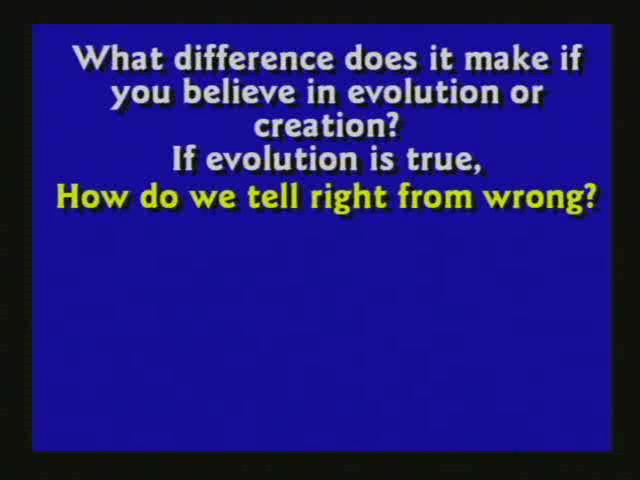 What difference does it make if
you believe in evolution or
creation?
If evolution is true,
How do we tell right from wrong?